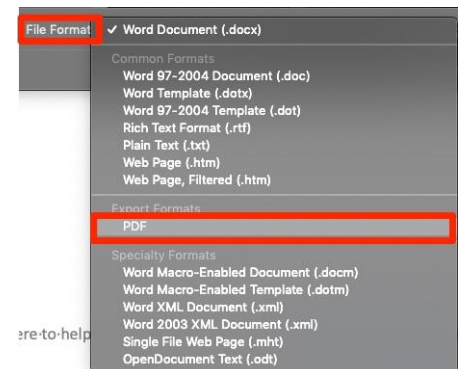 File Format ✓ Word Document (.docx)
Common Formats
Word 97-2004 Document (.doc)
Word Template (.dotx)
Word 97-2004 Template (.dot)
Rich Text Format (.rtf)
Plain Text (.txt)
Web Page (.htm)
Web Page, Filtered (.htm)
Export Formats
PDF
Specialty Formats
Word Macro-Enabled Document (.docm)
Word Macro-Enabled Template (.dotm)
Word XML Document (.xml)
Word 2003 XML Document (.xml)
ere·to·help
Single File Web Page (.mht)
OpenDocument Text (.odt)